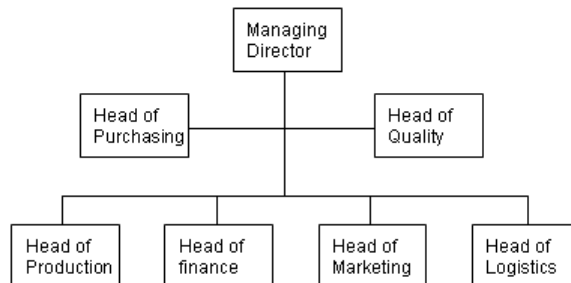 Managing
Director
Head of
Purchasing
Head of
Quality
Head of
Production
Head of
finance
Head of
Marketing
Head of
Logistics